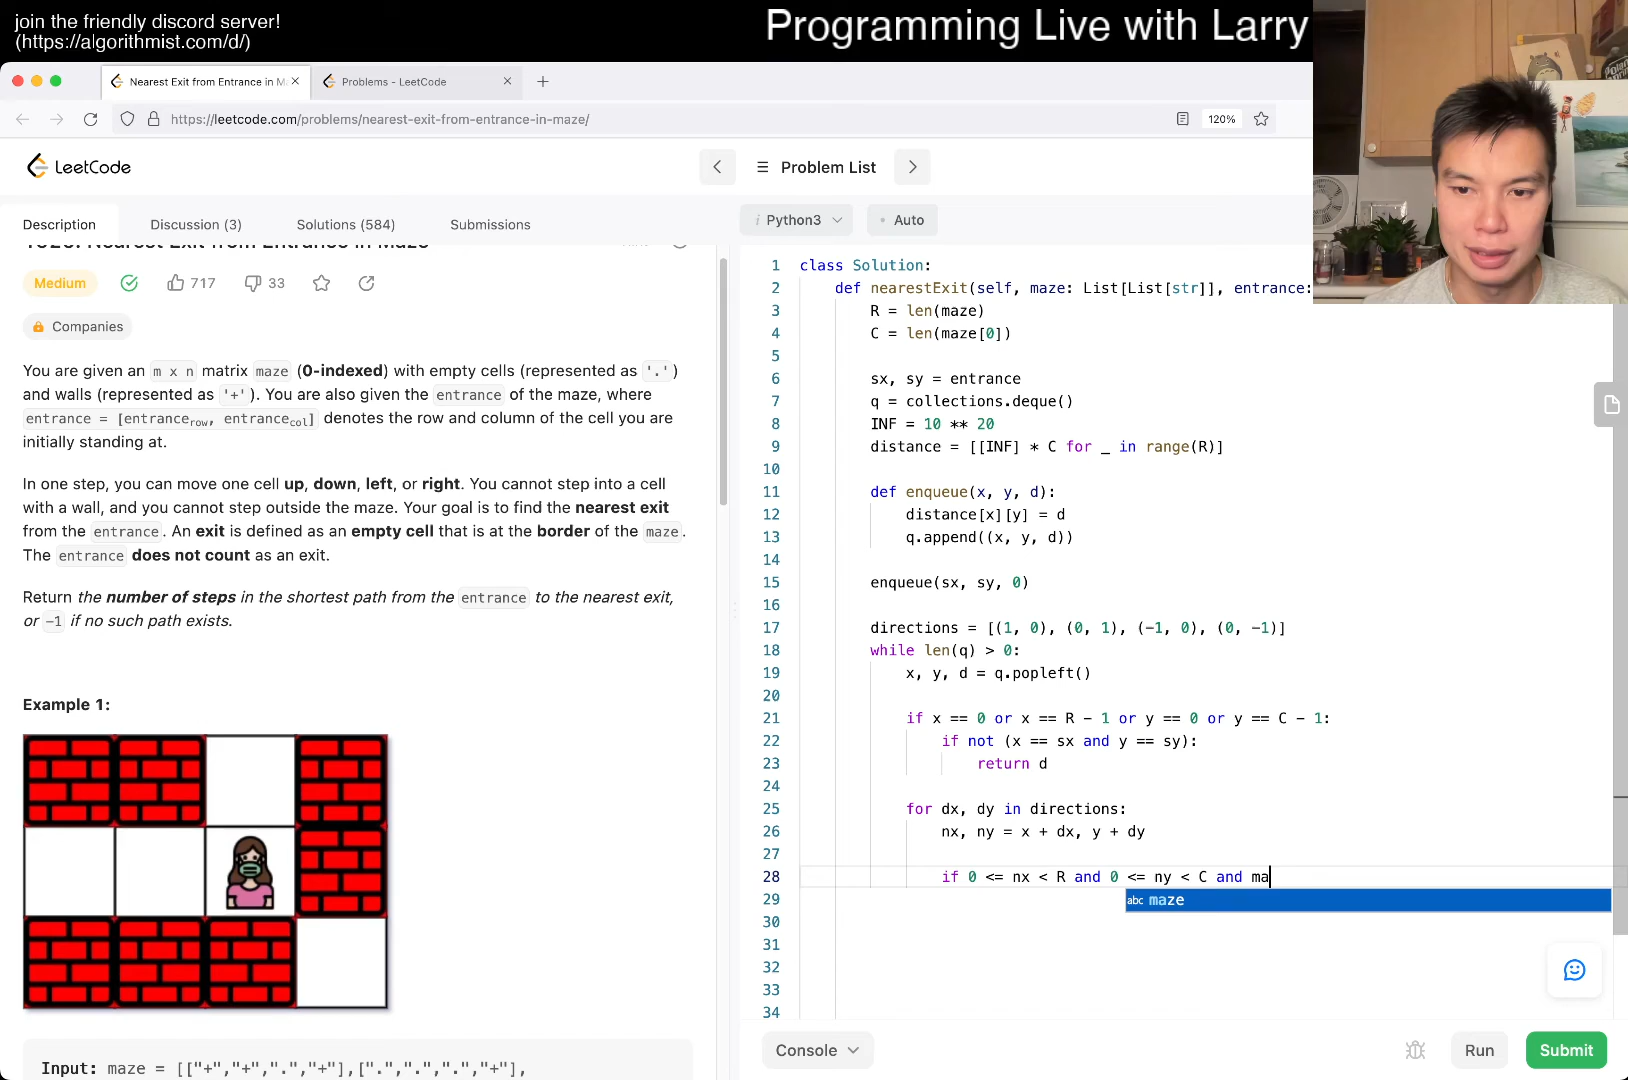 join the friendly discord server!
(https://algorithmist.com/d/)
Programming Live with Larry
Nearest Exit from Entrance in M
Problems - LeetCode
https://leetcode.com/problems/nearest-exit-from-entrance-in-maze/
120%
LeetCode
Problem List
Description
Discussion (3)
Solutions (584)
Submissions
Python3
Auto
Nearest Exit from Entrance in Maze
Medium
717
33
Companies
You are given an m x n matrix maze (0-indexed) with empty cells (represented as '.')
and walls (represented as '+'). You are also given the entrance of the maze, where
entrance = [entrancerow, entrancecol] denotes the row and column of the cell you are
initially standing at.
In one step, you can move one cell up, down, left, or right. You cannot step into a cell
with a wall, and you cannot step outside the maze. Your goal is to find the nearest exit
from the entrance. An exit is defined as an empty cell that is at the border of the maze.
The entrance does not count as an exit.
Return the number of steps in the shortest path from the entrance to the nearest exit,
or -1 if no such path exists.
Example 1:
Input: maze = [["+","+",".","+"],[".",".",".","+"],
1 class Solution:
2 def nearestExit(self, maze: List[List[str]], entrance:
3 R = len(maze)
4 C = len(maze[0])
5
6 sx, sy = entrance
7 q = collections.deque()
8 INF = 10 ** 20
9 distance = [[INF] * C for _ in range(R)]
10
11 def enqueue(x, y, d):
12 distance[x][y] = d
13 q.append((x, y, d))
14
15 enqueue(sx, sy, 0)
16
17 directions = [(1, 0), (0, 1), (-1, 0), (0, -1)]
18 while len(q) > 0:
19 x, y, d = q.popleft()
20
21 if x == 0 or x == R - 1 or y == 0 or y == C - 1:
22 if not (x == sx and y == sy):
23 return d
24
25 for dx, dy in directions:
26 nx, ny = x + dx, y + dy
27
28 if 0 <= nx < R and 0 <= ny < C and ma
29
abc maze
30
31
32
33
34
Console
Run
Submit